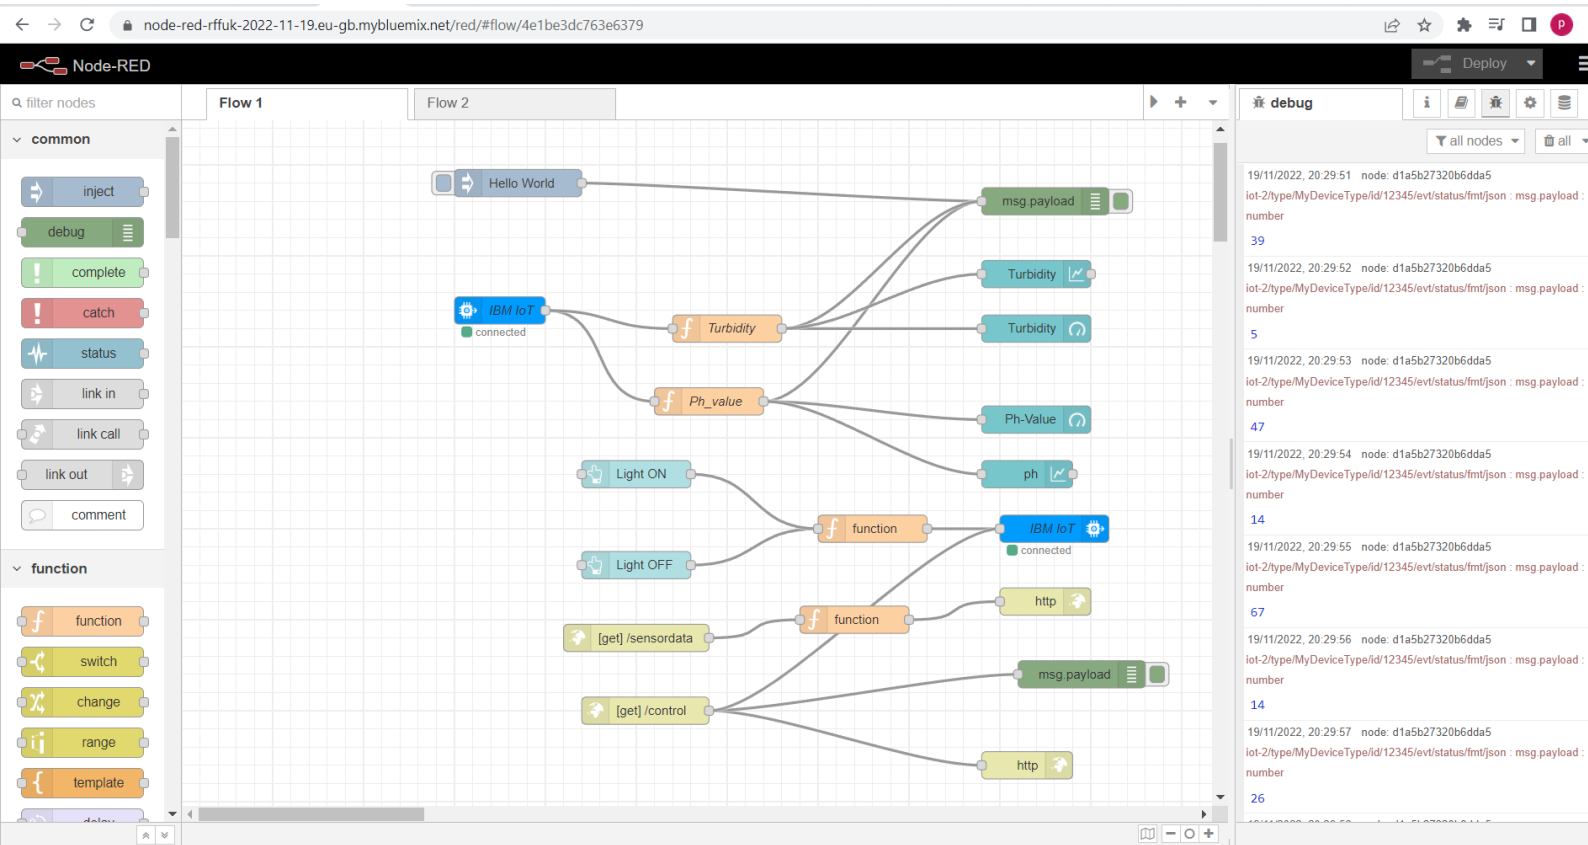 node-red-rffuk-2022-11-19.eu-gb.mybluemix.net/red/#flow/4e1be3dc763e6379
P
Node-RED
Deploy
filter nodes
Flow 1
Flow 2
debug
common
all nodes
all
inject
debug
complete
catch
status
link in
link call
link out
comment
function
function
switch
change
range
template
delay
Hello World
msg.payload
Turbidity
IBM IoT
connected
Turbidity
Turbidity
Ph_value
Ph-Value
Light ON
ph
function
IBM IoT
connected
Light OFF
http
function
[get] /sensordata
msg.payload
[get] /control
http
19/11/2022, 20:29:51 node: d1a5b27320b6dda5
iot-2/type/MyDeviceType/id/12345/evt/status/fmt/json : msg.payload :
number
39
19/11/2022, 20:29:52 node: d1a5b27320b6dda5
iot-2/type/MyDeviceType/id/12345/evt/status/fmt/json : msg.payload :
number
5
19/11/2022, 20:29:53 node: d1a5b27320b6dda5
iot-2/type/MyDeviceType/id/12345/evt/status/fmt/json : msg.payload :
number
47
19/11/2022, 20:29:54 node: d1a5b27320b6dda5
iot-2/type/MyDeviceType/id/12345/evt/status/fmt/json : msg.payload :
number
14
19/11/2022, 20:29:55 node: d1a5b27320b6dda5
iot-2/type/MyDeviceType/id/12345/evt/status/fmt/json : msg.payload :
number
67
19/11/2022, 20:29:56 node: d1a5b27320b6dda5
iot-2/type/MyDeviceType/id/12345/evt/status/fmt/json : msg.payload :
number
14
19/11/2022, 20:29:57 node: d1a5b27320b6dda5
iot-2/type/MyDeviceType/id/12345/evt/status/fmt/json : msg.payload :
number
26